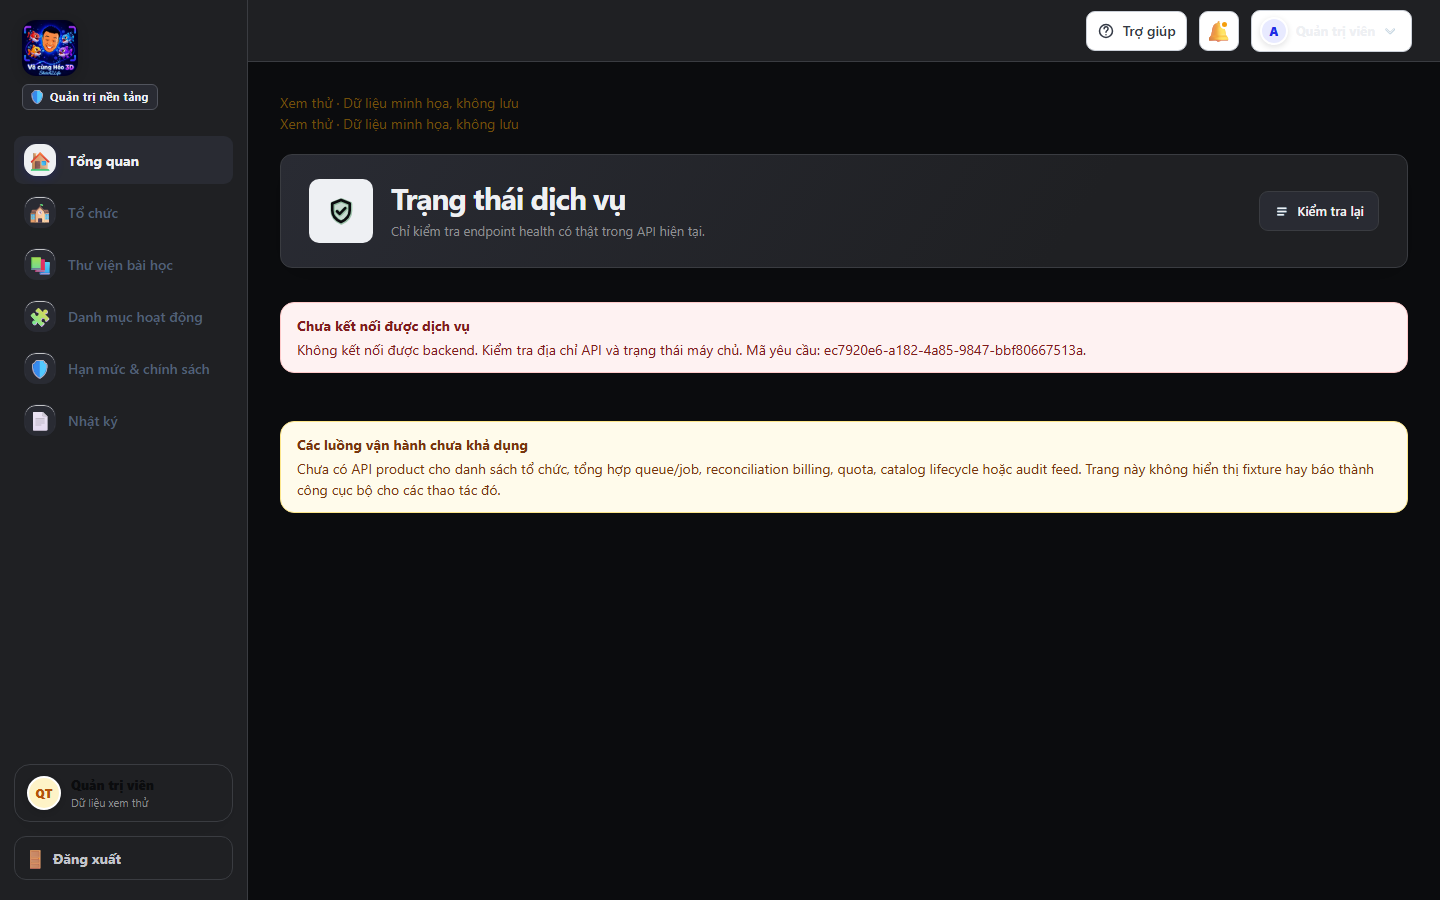 Vô cùng Hảo 3D
Quản trị nền tảng
Tổng quan
Tổ chức
Thư viện bài học
Danh mục hoạt động
Hạn mức & chính sách
Nhật ký
QT
Quản trị viên
Dữ liệu xem thử
Đăng xuất
Trợ giúp
A
Quản trị viên
Xem thử · Dữ liệu minh họa, không lưu
Xem thử · Dữ liệu minh họa, không lưu
Trạng thái dịch vụ
Chỉ kiểm tra endpoint health có thật trong API hiện tại.
Kiểm tra lại
Chưa kết nối được dịch vụ
Không kết nối được backend. Kiểm tra địa chỉ API và trạng thái máy chủ. Mã yêu cầu: ec7920e6-a182-4a85-9847-bbf80667513a.
Các luồng vận hành chưa khả dụng
Chưa có API product cho danh sách tổ chức, tổng hợp queue/job, reconciliation billing, quota, catalog lifecycle hoặc audit feed. Trang này không hiển thị fixture hay báo thành
công cục bộ cho các thao tác đó.